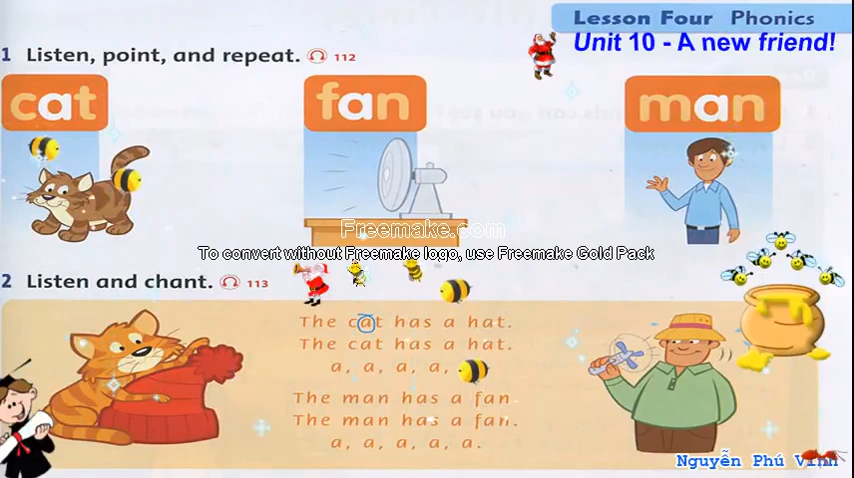 Lesson Four Phonics
Unit 10 - A new friend!
1 Listen, point, and repeat. 112
cat
fan
man
Freemake.com
To convert without Freemake logo, use Freemake Gold Pack
2 Listen and chant. 113
The cat has a hat.
The cat has a hat.
a, a, a, a,
The man has a fan.
The man has a fan.
a, a, a, a, a.
Nguyễn Phú Vinh